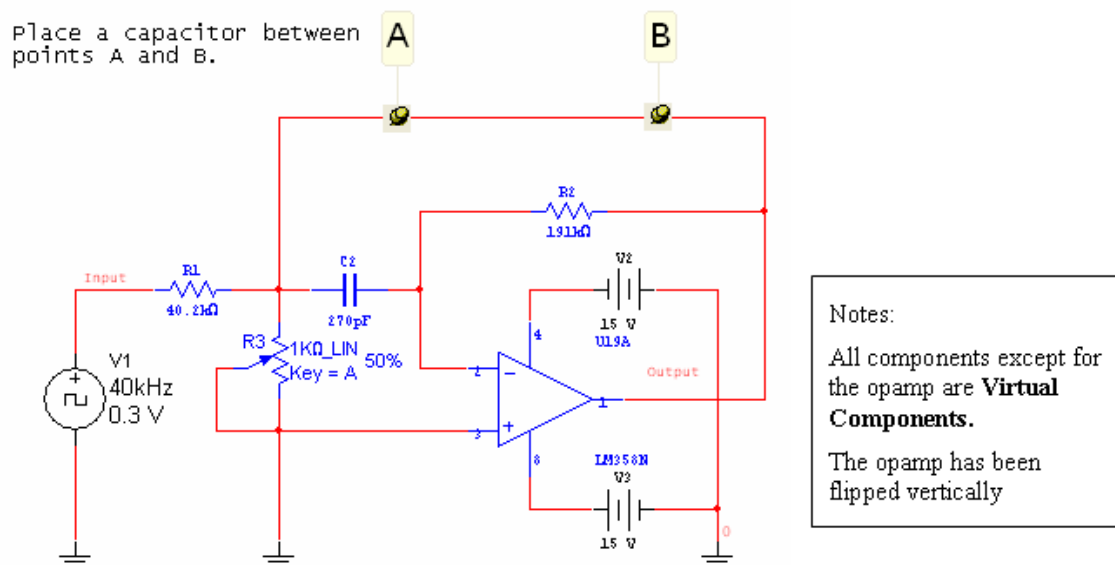 Place a capacitor between
points A and B.
A
B
R2
191kΩ
Input
R1
40.2kΩ
C2
270pF
V2
15 V
U19A
4
R3
1KΩ_LIN
50%
Key = A
V1
40kHz
0.3 V
2
3
1
8
Output
LM358N
V3
15 V
0
Notes:
All components except for
the opamp are Virtual
Components.
The opamp has been
flipped vertically